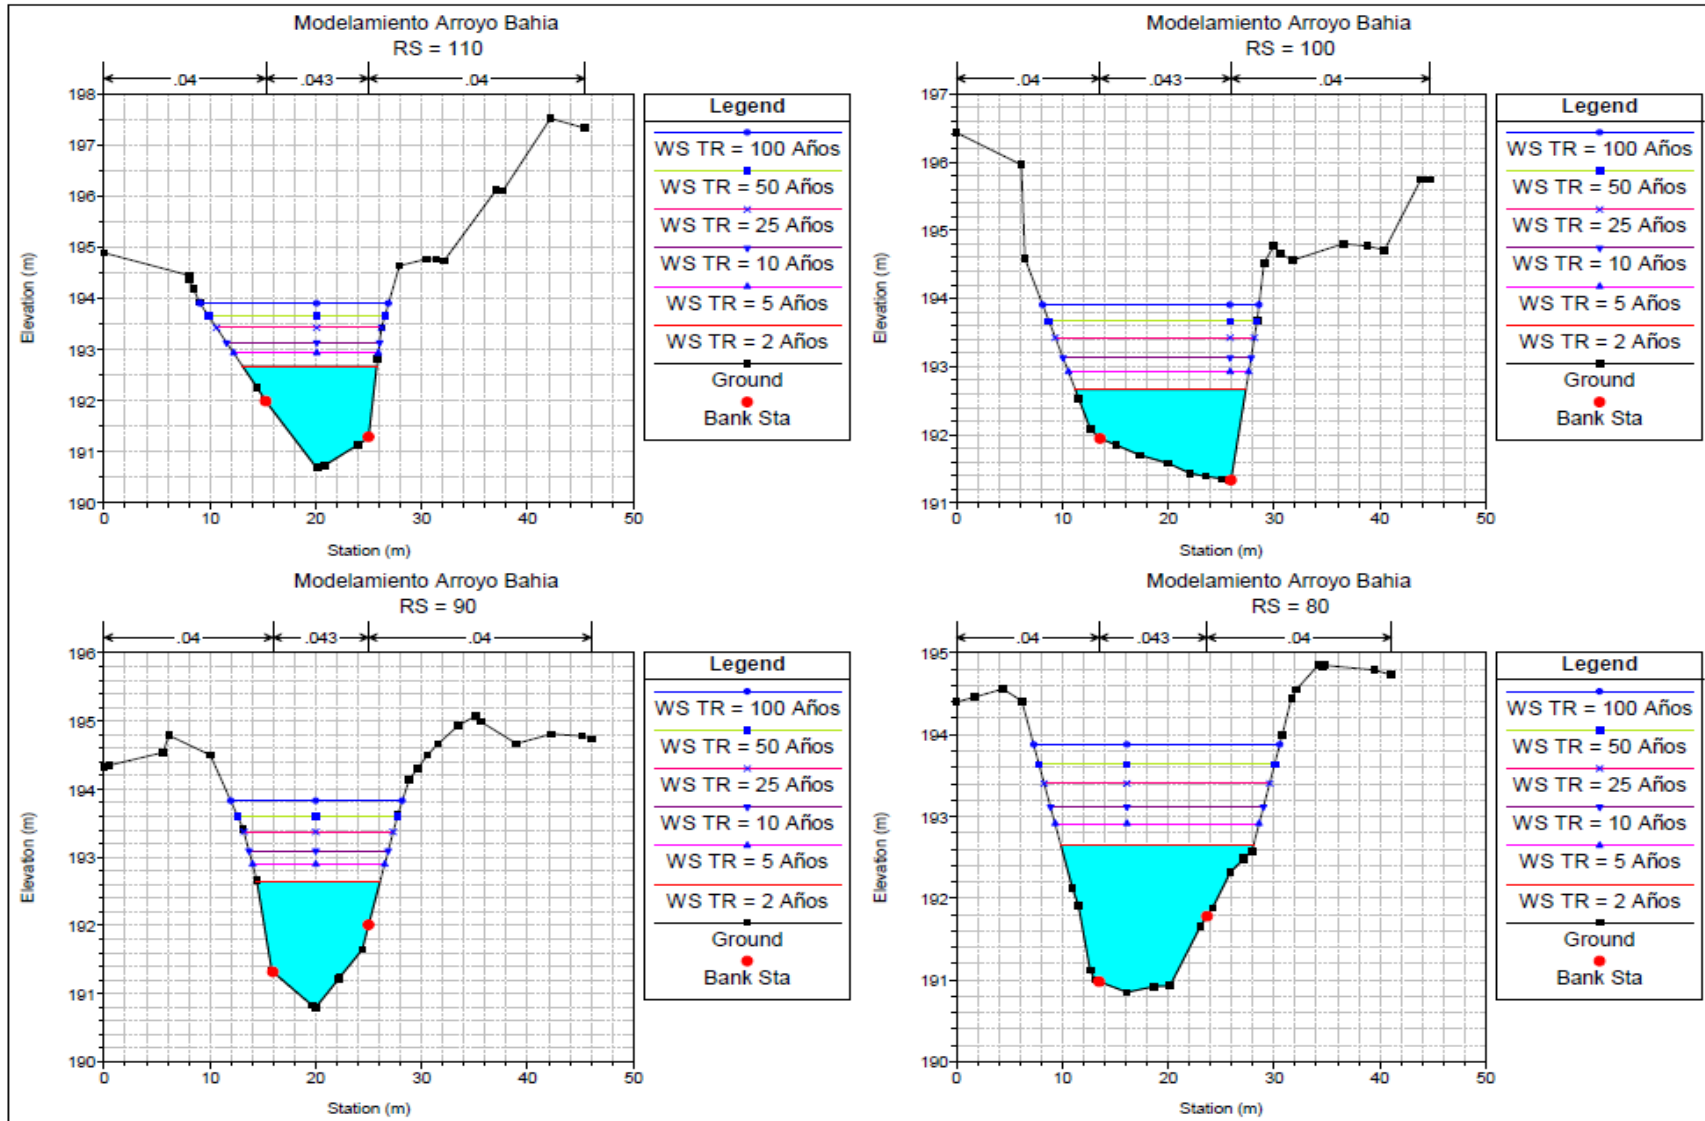 Modelamiento Arroyo Bahia
RS = 110
.04 .043 .04
198
197
196
195
194
193
192
191
190
Elevation (m)
0 10 20 30 40 50
Station (m)
Legend
WS TR = 100 Años
WS TR = 50 Años
WS TR = 25 Años
WS TR = 10 Años
WS TR = 5 Años
WS TR = 2 Años
Ground
Bank Sta
Modelamiento Arroyo Bahia
RS = 100
.04 .043 .04
197
196
195
194
193
192
191
Elevation (m)
0 10 20 30 40 50
Station (m)
Legend
WS TR = 100 Años
WS TR = 50 Años
WS TR = 25 Años
WS TR = 10 Años
WS TR = 5 Años
WS TR = 2 Años
Ground
Bank Sta
Modelamiento Arroyo Bahia
RS = 90
.04 .043 .04
196
195
194
193
192
191
190
Elevation (m)
0 10 20 30 40 50
Station (m)
Legend
WS TR = 100 Años
WS TR = 50 Años
WS TR = 25 Años
WS TR = 10 Años
WS TR = 5 Años
WS TR = 2 Años
Ground
Bank Sta
Modelamiento Arroyo Bahia
RS = 80
.04 .043 .04
195
194
193
192
191
190
Elevation (m)
0 10 20 30 40 50
Station (m)
Legend
WS TR = 100 Años
WS TR = 50 Años
WS TR = 25 Años
WS TR = 10 Años
WS TR = 5 Años
WS TR = 2 Años
Ground
Bank Sta